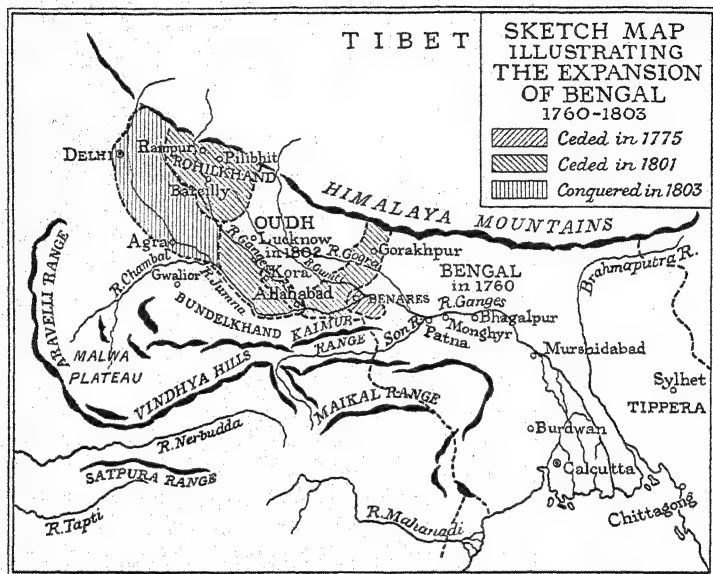 TIBET
SKETCH MAP
ILLUSTRATING
THE EXPANSION
OF BENGAL
1760-1803
Ceded in 1775
Ceded in 1801
Conquered in 1803
DELHI
Rampur
Pilibhit
ROHILKHAND
Bareilly
HIMALAYA MOUNTAINS
OUDH
Lucknow
in 1802
Agra
R.Chambal
R.Jumna
R.Ganges
R.Gumti
R.Gogra
Gorakhpur
Kora
Gwalior
Allahabad
BENARES
BENGAL
in 1760
R.Ganges
Brahmaputra R.
ARAVELLI RANGE
BUNDELKHAND
KAIMUR
RANGE
Son R.
Patna
Monghyr
Bhagalpur
MALWA
PLATEAU
VINDHYA HILLS
MAIKAL RANGE
Murshidabad
Sylhet
TIPPERA
R.Nerbudda
Burdwan
SATPURA RANGE
Calcutta
R.Tapti
R.Mahanadi
Chittagong